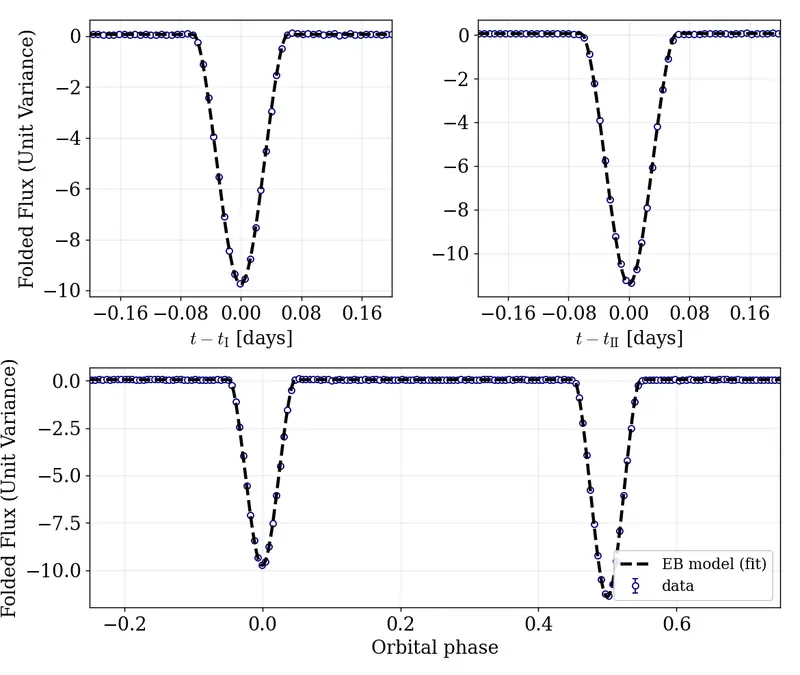 Folded Flux (Unit Variance)
0
−2
−4
−6
−8
−10
−0.16 −0.08 0.00 0.08 0.16
t − tI [days]
0
−2
−4
−6
−8
−10
−0.16 −0.08 0.00 0.08 0.16
t − tII [days]
Folded Flux (Unit Variance)
0.0
−2.5
−5.0
−7.5
−10.0
EB model (fit)
data
−0.2 0.0 0.2 0.4 0.6
Orbital phase